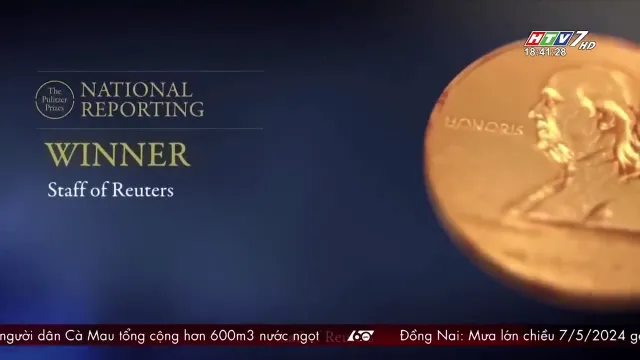 HTV7 HD
18:41:28
The
Pulitzer
Prizes
NATIONAL
REPORTING
WINNER
Staff of Reuters
HONORIS
người dân Cà Mau tổng cộng hơn 600m3 nước ngọt 60 Đồng Nai: Mưa lớn chiều 7/5/2024